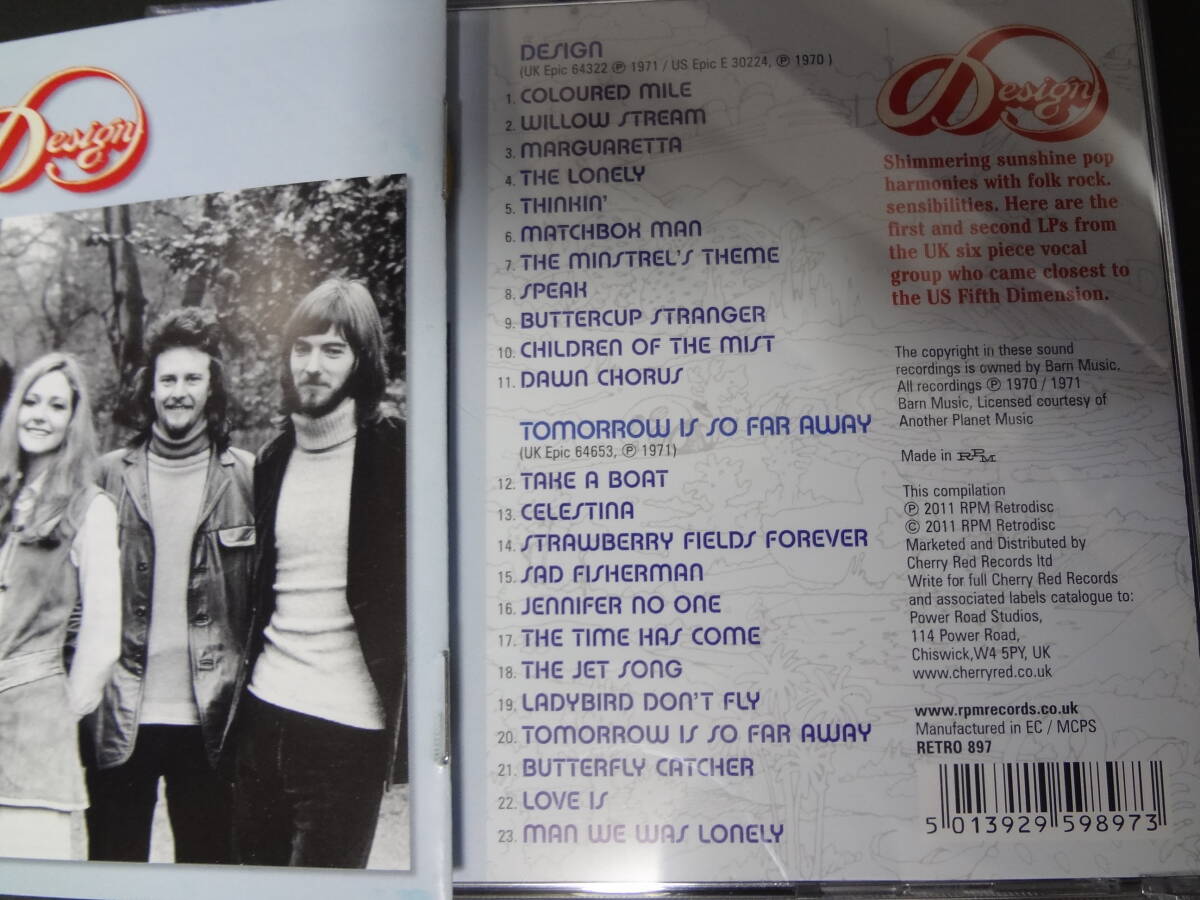 Design
DESIGN
(UK Epic 64322 ℗ 1971 / US Epic E 30224, ℗ 1970 )
1. COLOURED MILE
2. WILLOW STREAM
3. MARGUARETTA
4. THE LONELY
5. THINKIN'
6. MATCHBOX MAN
7. THE MINSTREL'S THEME
8. SPEAK
9. BUTTERCUP STRANGER
10. CHILDREN OF THE MIST
11. DAWN CHORUS
TOMORROW IS SO FAR AWAY
(UK Epic 64653, ℗ 1971)
12. TAKE A BOAT
13. CELESTINA
14. STRAWBERRY FIELDS FOREVER
15. SAD FISHERMAN
16. JENNIFER NO ONE
17. THE TIME HAS COME
18. THE JET SONG
19. LADYBIRD DON'T FLY
20. TOMORROW IS SO FAR AWAY
21. BUTTERFLY CATCHER
22. LOVE IS
23. MAN WE WAS LONELY
Design
Shimmering sunshine pop
harmonies with folk rock.
sensibilities. Here are the
first and second LPs from
the UK six piece vocal
group who came closest to
the US Fifth Dimension.
The copyright in these sound
recordings is owned by Barn Music.
All recordings ℗ 1970 / 1971
Barn Music, Licensed courtesy of
Another Planet Music
Made in RPM
This compilation
℗ 2011 RPM Retrodisc
© 2011 RPM Retrodisc
Marketed and Distributed by
Cherry Red Records ltd
Write for full Cherry Red Records
and associated labels catalogue to:
Power Road Studios,
114 Power Road,
Chiswick,W4 5PY, UK
www.cherryred.co.uk
www.rpmrecords.co.uk
Manufactured in EC / MCPS
RETRO 897
5 013929 598973